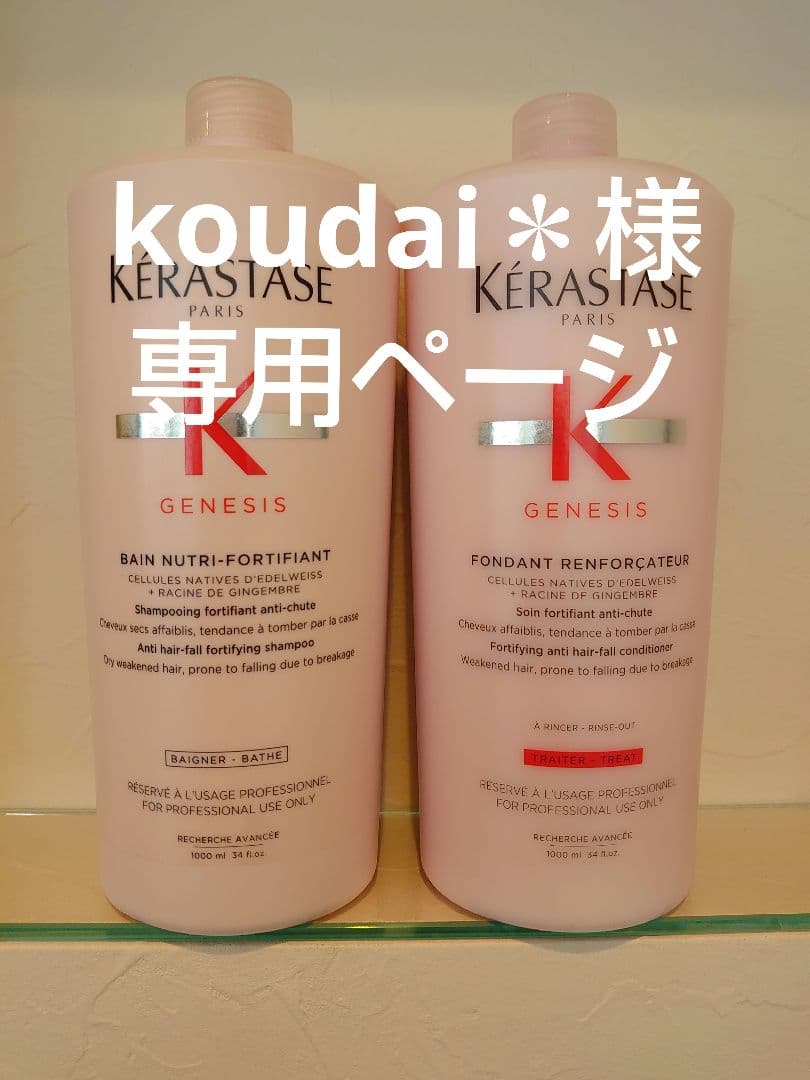 koudai＊様
専用ページ
KÉRASTASE
PARIS
K
GENESIS
BAIN NUTRI-FORTIFIANT
CELLULES NATIVES D'EDELWEISS
+ RACINE DE GINGEMBRE
Shampooing fortifiant anti-chute
Cheveux secs affaiblis, tendance à tomber par la casse
Anti hair-fall fortifying shampoo
Dry weakened hair, prone to falling due to breakage
BAIGNER - BATHE
RÉSERVÉ À L'USAGE PROFESSIONNEL
FOR PROFESSIONAL USE ONLY
RECHERCHE AVANCÉE
1000 ml 34 fl.oz.
KÉRASTASE
PARIS
K
GENESIS
FONDANT RENFORÇATEUR
CELLULES NATIVES D'EDELWEISS
+ RACINE DE GINGEMBRE
Soin fortifiant anti-chute
Cheveux affaiblis, tendance à tomber par la casse
Fortifying anti hair-fall conditioner
Weakened hair, prone to falling due to breakage
À RINCER - RINSE-OUT
TRAITER - TREAT
RÉSERVÉ À L'USAGE PROFESSIONNEL
FOR PROFESSIONAL USE ONLY
RECHERCHE AVANCÉE
1000 ml 34 fl.oz.